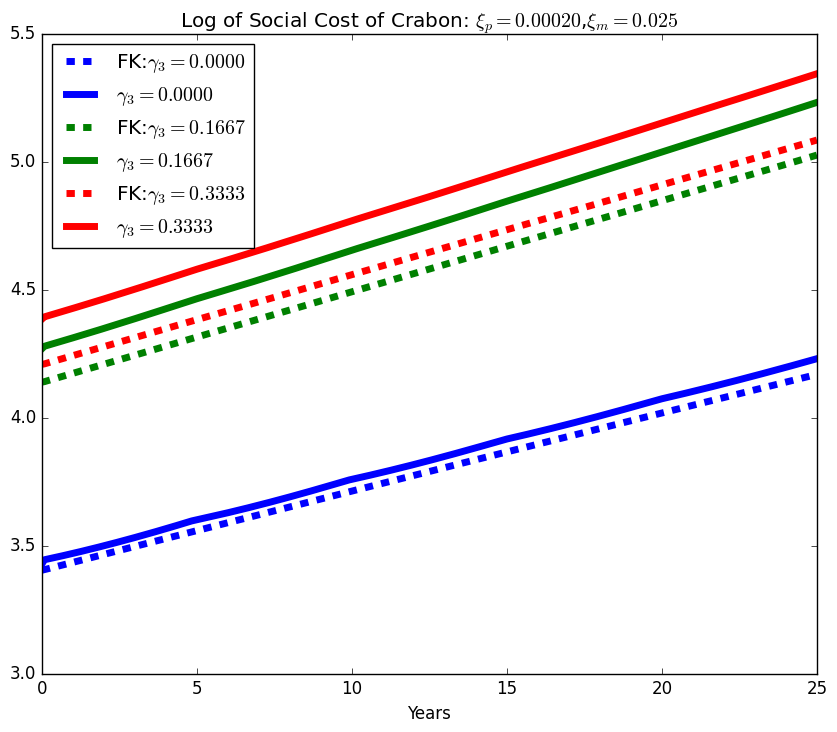 Log of Social Cost of Crabon: ξ_p = 0.00020,ξ_m = 0.025
5.5
5.0
4.5
4.0
3.5
3.0
FK:γ₃ = 0.0000
γ₃ = 0.0000
FK:γ₃ = 0.1667
γ₃ = 0.1667
FK:γ₃ = 0.3333
γ₃ = 0.3333
0 5 10 15 20 25
Years